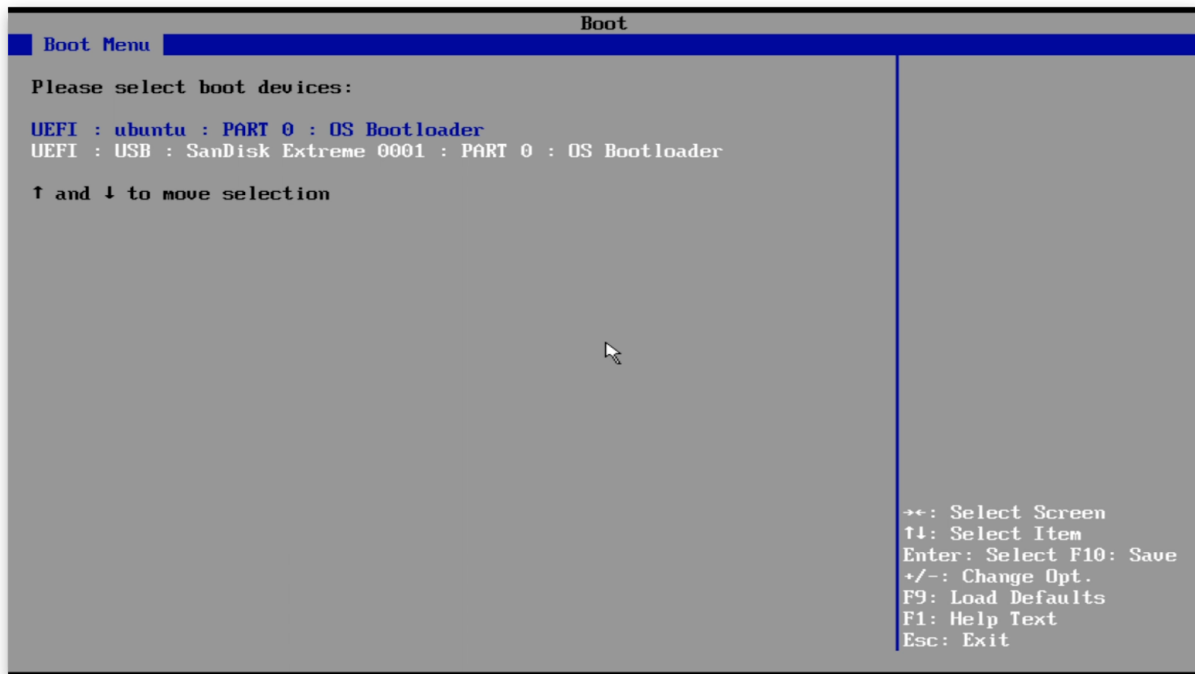 Boot
Boot Menu
Please select boot devices:
UEFI : ubuntu : PART 0 : OS Bootloader
UEFI : USB : SanDisk Extreme 0001 : PART 0 : OS Bootloader
↑ and ↓ to move selection
→←: Select Screen
↑↓: Select Item
Enter: Select F10: Save
+/-: Change Opt.
F9: Load Defaults
F1: Help Text
Esc: Exit